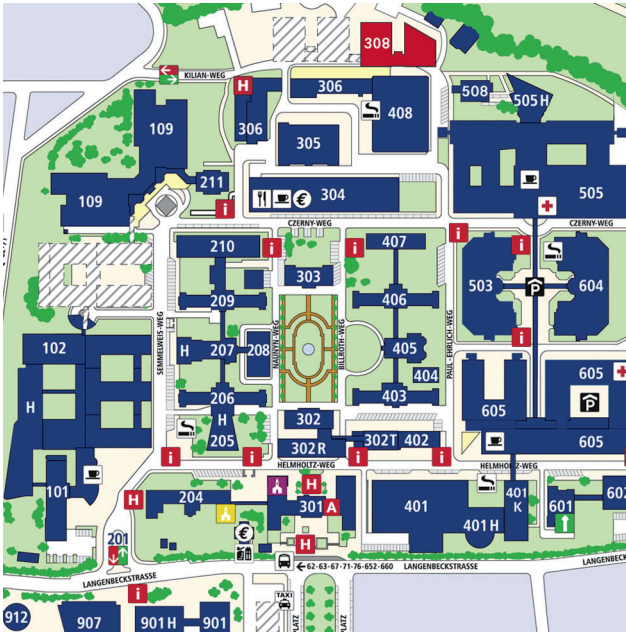 308
KILIAN-WEG
H
306
306
408
508
505 H
109
305
505
109
211
i
304
€
CZERNY-WEG
CZERNY-WEG
i
210
i
i
407
i
i
303
503
604
209
406
P
SEMMELWEIS-WEG
NAUNYN-WEG
BILLROTH-WEG
PAUL-EHRLICH-WEG
102
H
207
208
405
i
404
605
605
H
206
403
P
H
205
302
302 R
302T
402
605
i
i
HELMHOLTZ-WEG
i
i
HELMHOLTZ-WEG
101
H
204
H
301
A
401
401 H
401
K
601
602
201
€
H
62-63-67-71-76-652-660
LANGENBECKSTRASSE
LANGENBECK
LANGENBECKSTRASSE
i
TAXI
912
907
901 H
901
PLATZ
PLATZ